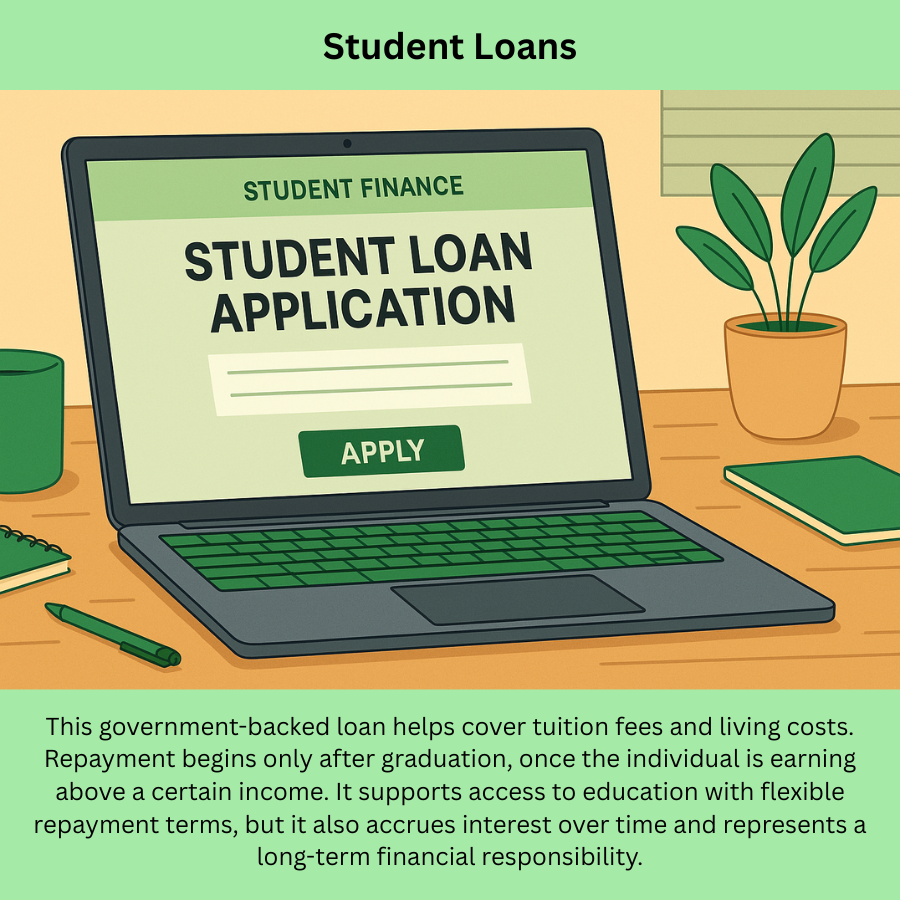 Student Loans
STUDENT FINANCE
STUDENT LOAN
APPLICATION
APPLY
This government-backed loan helps cover tuition fees and living costs.
Repayment begins only after graduation, once the individual is earning
above a certain income. It supports access to education with flexible
repayment terms, but it also accrues interest over time and represents a
long-term financial responsibility.